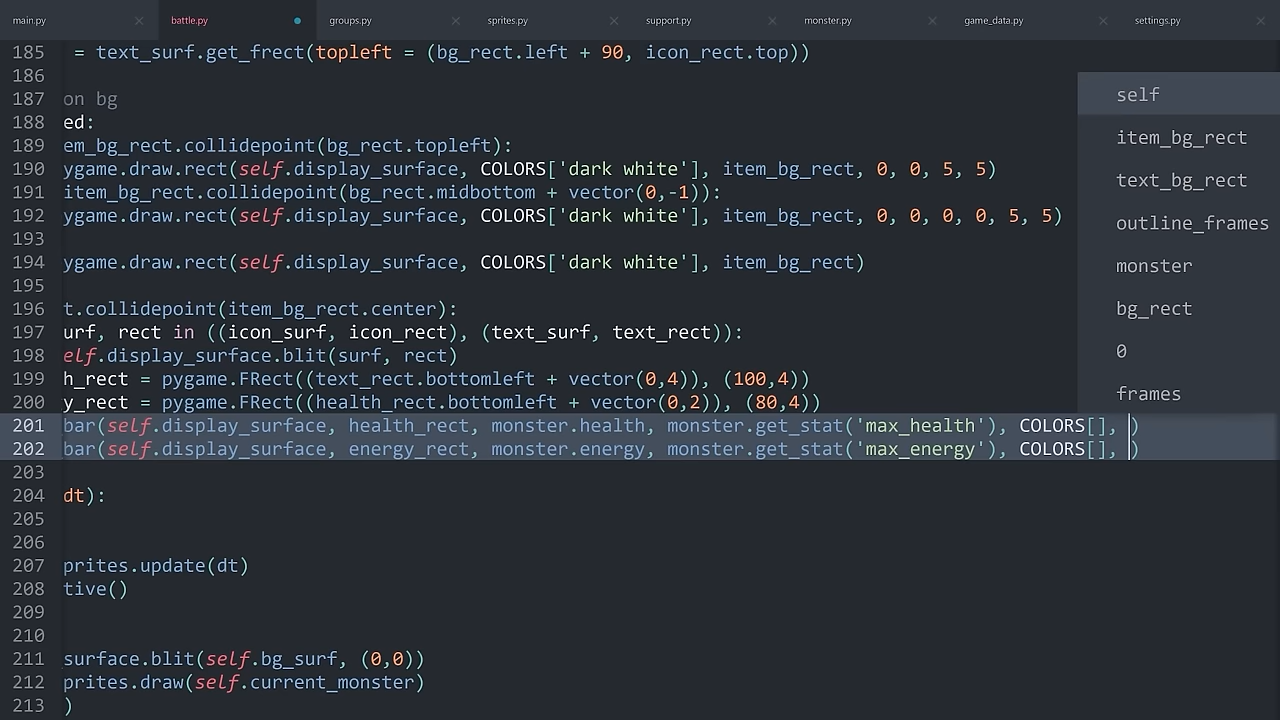 main.py battle.py groups.py sprites.py support.py monster.py game_data.py settings.py
185 = text_surf.get_frect(topleft = (bg_rect.left + 90, icon_rect.top))
186
187 on bg
188 ed:
189 em_bg_rect.collidepoint(bg_rect.topleft):
190 ygame.draw.rect(self.display_surface, COLORS['dark white'], item_bg_rect, 0, 0, 5, 5)
191 item_bg_rect.collidepoint(bg_rect.midbottom + vector(0,-1)):
192 ygame.draw.rect(self.display_surface, COLORS['dark white'], item_bg_rect, 0, 0, 0, 0, 5, 5)
193
194 ygame.draw.rect(self.display_surface, COLORS['dark white'], item_bg_rect)
195
196 t.collidepoint(item_bg_rect.center):
197 urf, rect in ((icon_surf, icon_rect), (text_surf, text_rect)):
198 elf.display_surface.blit(surf, rect)
199 h_rect = pygame.FRect((text_rect.bottomleft + vector(0,4)), (100,4))
200 y_rect = pygame.FRect((health_rect.bottomleft + vector(0,2)), (80,4))
201 bar(self.display_surface, health_rect, monster.health, monster.get_stat('max_health'), COLORS[], )
202 bar(self.display_surface, energy_rect, monster.energy, monster.get_stat('max_energy'), COLORS[], )
203
204 dt):
205
206
207 prites.update(dt)
208 tive()
209
210
211 surface.blit(self.bg_surf, (0,0))
212 prites.draw(self.current_monster)
213 )
self
item_bg_rect
text_bg_rect
outline_frames
monster
bg_rect
0
frames